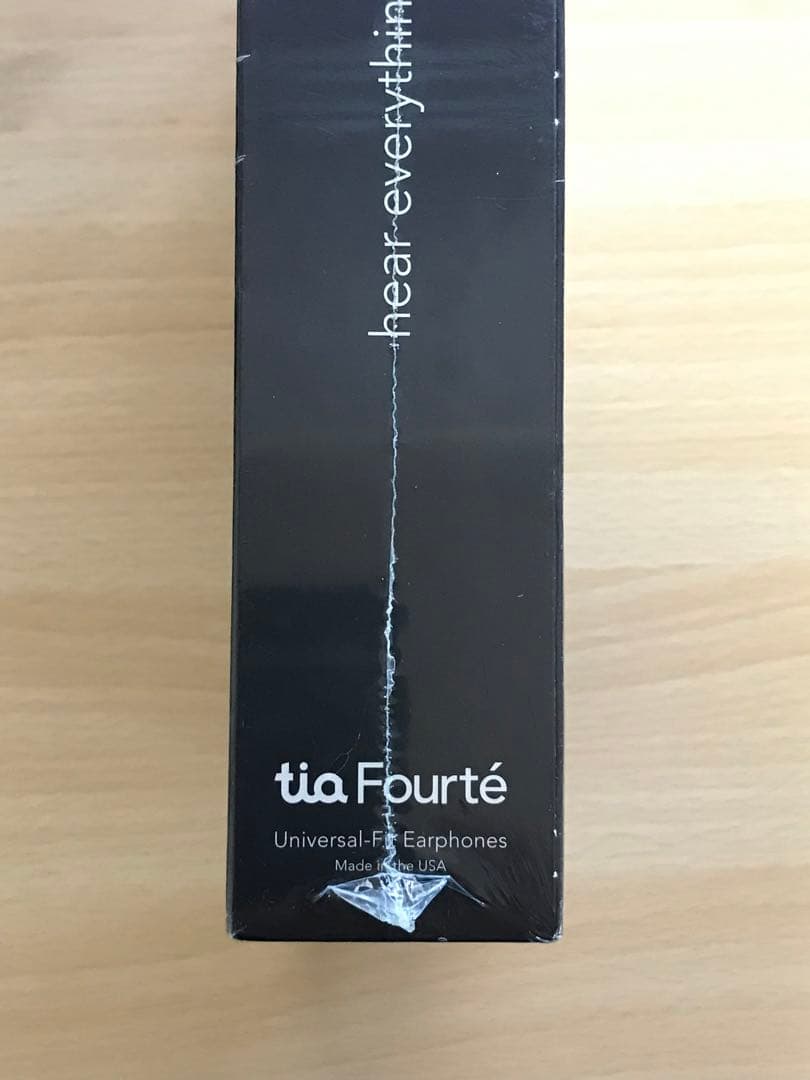 hear everythin
tia Fourté
Universal-Fit Earphones
Made in the USA